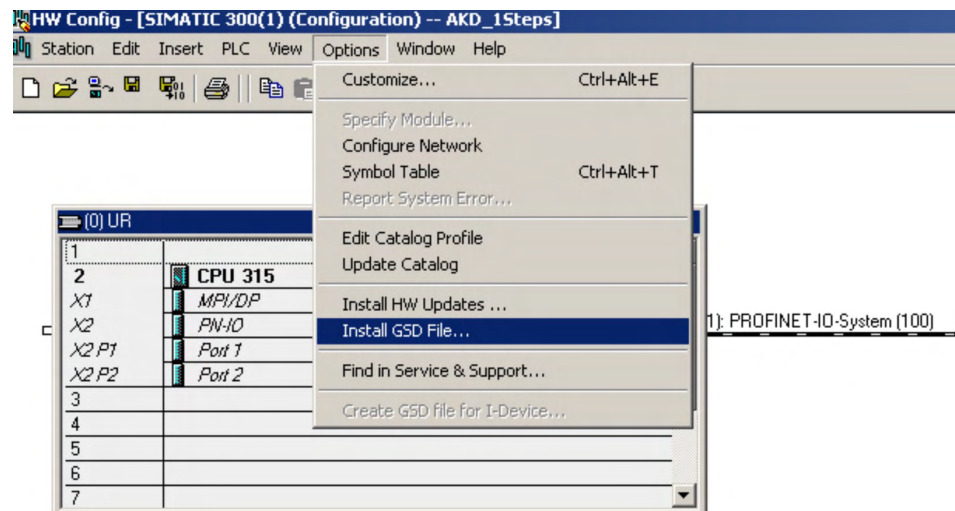 HW Config - [SIMATIC 300(1) (Configuration) -- AKD_1Steps]
Station Edit Insert PLC View Options Window Help
Customize... Ctrl+Alt+E
Specify Module...
Configure Network
Symbol Table Ctrl+Alt+T
Report System Error...
Edit Catalog Profile
Update Catalog
Install HW Updates ...
Install GSD File...
Find in Service & Support...
Create GSD file for I-Device...
(0) UR
1
2 CPU 315
X1 MPI/DP
X2 PN-IO
X2 P1 Port 1
X2 P2 Port 2
3
4
5
6
7
1): PROFINET-IO-System (100)